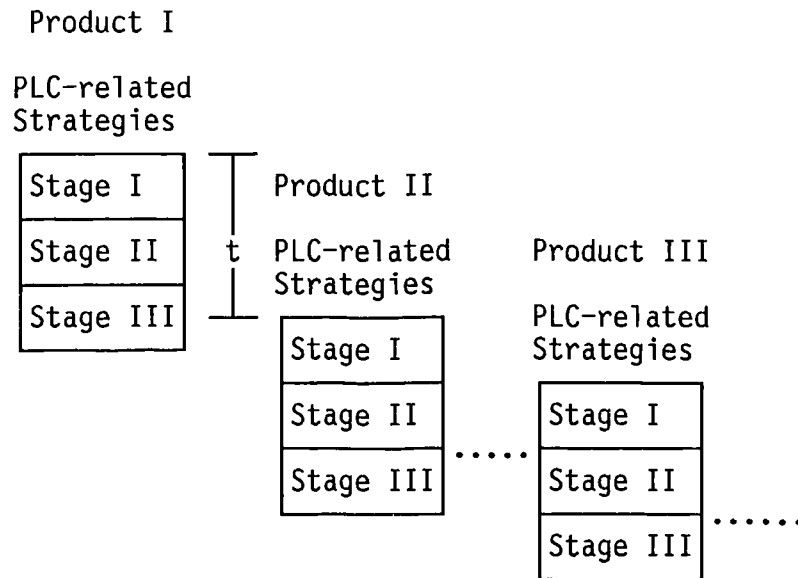 Product I
PLC-related
Strategies
Stage I
Stage II
Stage III
t
Product II
PLC-related
Strategies
Stage I
Stage II
Stage III
.....
Product III
PLC-related
Strategies
Stage I
Stage II
Stage III
......